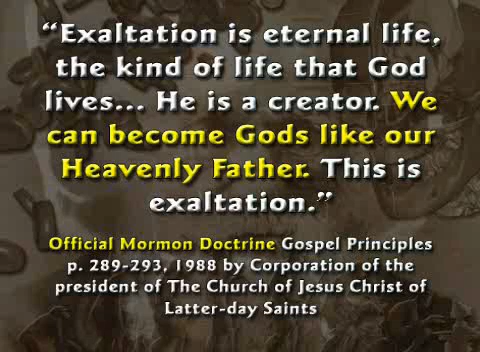 “Exaltation is eternal life,
the kind of life that God
lives... He is a creator. We
can become Gods like our
Heavenly Father. This is
exaltation.”
Official Mormon Doctrine Gospel Principles
p. 289-293, 1988 by Corporation of the
president of The Church of Jesus Christ of
Latter-day Saints